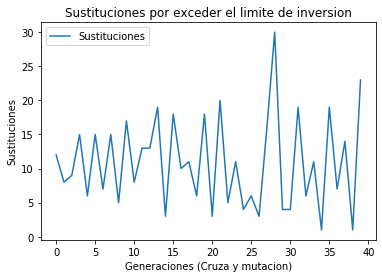 Sustituciones por exceder el limite de inversion
Sustituciones
Sustituciones
30
25
20
15
10
5
0
0 5 10 15 20 25 30 35 40
Generaciones (Cruza y mutacion)